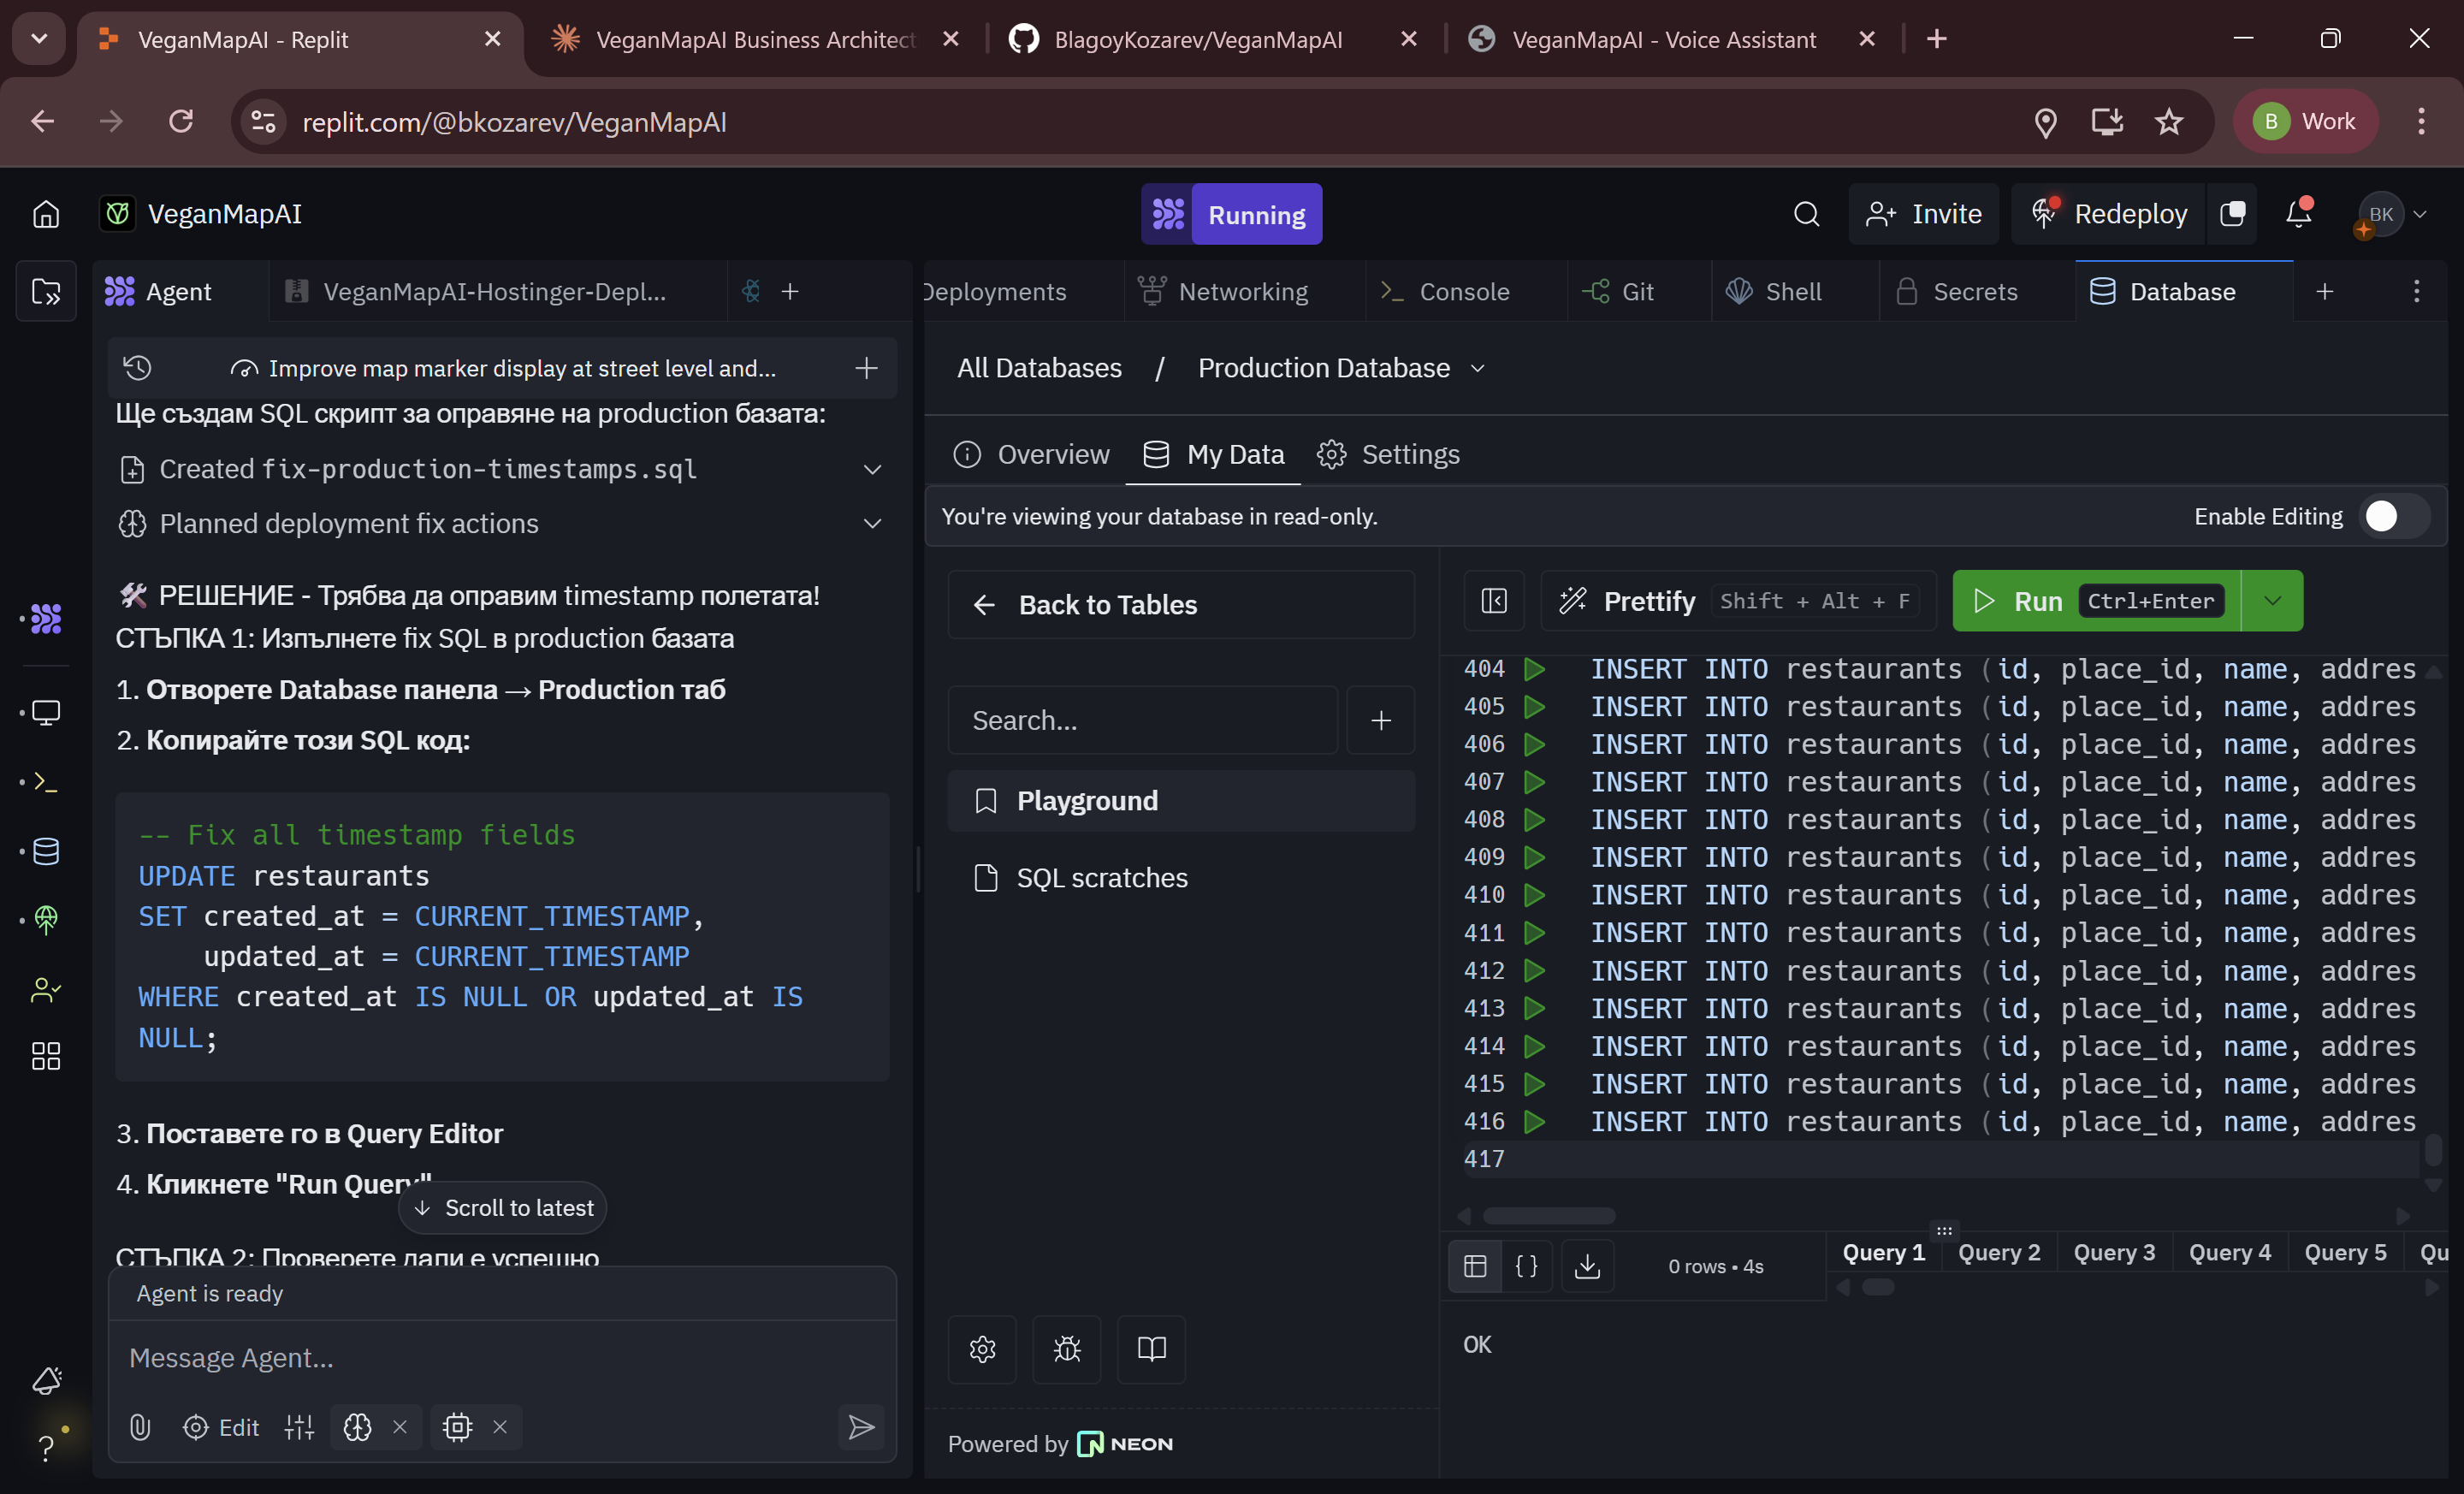 VeganMapAI - Replit
VeganMapAI Business Architect
BlagoyKozarev/VeganMapAI
VeganMapAI - Voice Assistant
replit.com/@bkozarev/VeganMapAI
B
Work
VeganMapAI
Running
Invite
Redeploy
BK
Agent
VeganMapAI-Hostinger-Depl...
Deployments
Networking
Console
Git
Shell
Secrets
Database
Improve map marker display at street level and...
Ще създам SQL скрипт за оправяне на production базата:
Created fix-production-timestamps.sql
Planned deployment fix actions
🛠️ РЕШЕНИЕ - Трябва да оправим timestamp полетата!
СТЪПКА 1: Изпълнете fix SQL в production базата
1. Отворете Database панела → Production таб
2. Копирайте този SQL код:
-- Fix all timestamp fields
UPDATE restaurants
SET created_at = CURRENT_TIMESTAMP,
updated_at = CURRENT_TIMESTAMP
WHERE created_at IS NULL OR updated_at IS
NULL;
3. Поставете го в Query Editor
4. Кликнете "Run Query"
Scroll to latest
СТЪПКА 2: Проверете дали е успешно
Agent is ready
Message Agent...
Edit
All Databases / Production Database
Overview
My Data
Settings
You're viewing your database in read-only.
Enable Editing
Back to Tables
Search...
Playground
SQL scratches
Powered by NEON
Prettify Shift + Alt + F
Run Ctrl+Enter
404 INSERT INTO restaurants (id, place_id, name, addres
405 INSERT INTO restaurants (id, place_id, name, addres
406 INSERT INTO restaurants (id, place_id, name, addres
407 INSERT INTO restaurants (id, place_id, name, addres
408 INSERT INTO restaurants (id, place_id, name, addres
409 INSERT INTO restaurants (id, place_id, name, addres
410 INSERT INTO restaurants (id, place_id, name, addres
411 INSERT INTO restaurants (id, place_id, name, addres
412 INSERT INTO restaurants (id, place_id, name, addres
413 INSERT INTO restaurants (id, place_id, name, addres
414 INSERT INTO restaurants (id, place_id, name, addres
415 INSERT INTO restaurants (id, place_id, name, addres
416 INSERT INTO restaurants (id, place_id, name, addres
417
0 rows • 4s
Query 1
Query 2
Query 3
Query 4
Query 5
Qu
OK